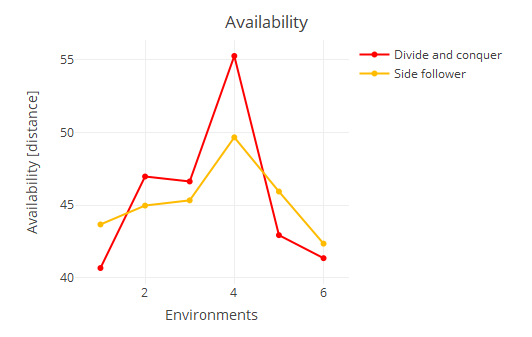 Availability
Divide and conquer
Side follower
Availability [distance]
55
50
45
40
2
4
6
Environments